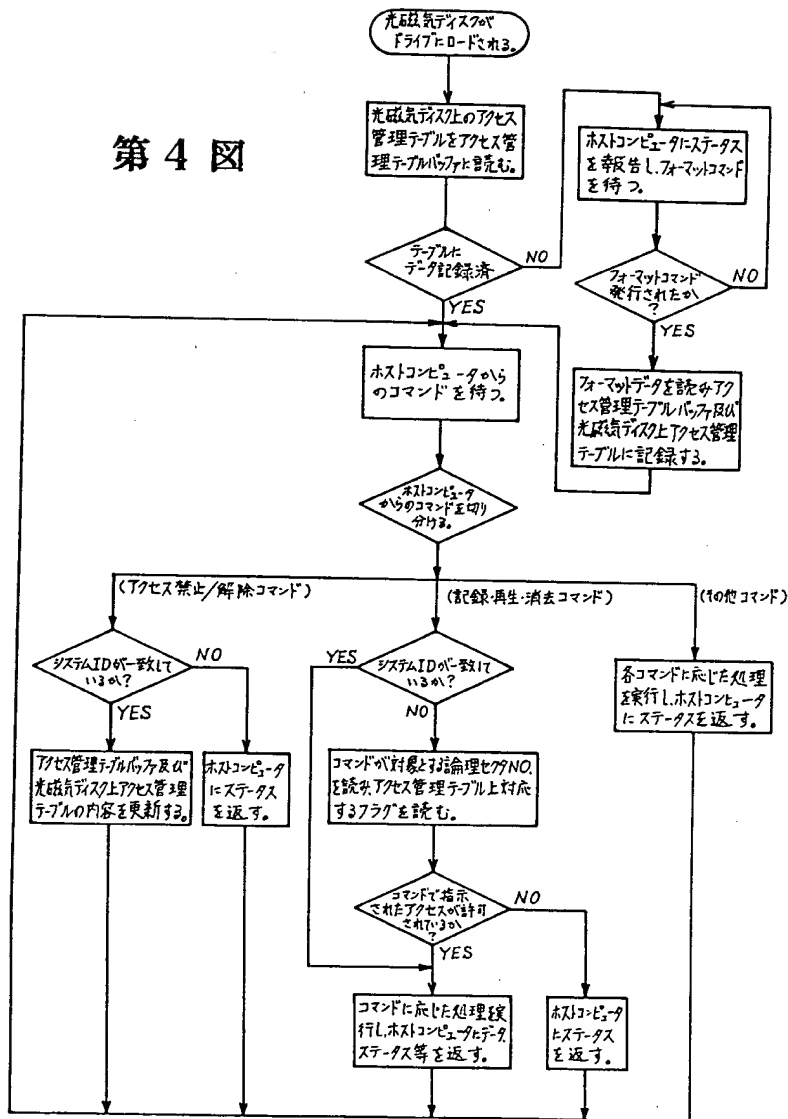 第4図
光磁気ディスクが
ドライブにロードされる。
光磁気ディスク上のアクセス
管理テーブルをアクセス管
理テーブルバッファに読む。
テーブルに
データ記録済
NO
YES
ホストコンピュータにステータス
を報告し、フォーマットコマンド
を待つ。
フォーマットコマンド
発行されたか
?
NO
YES
フォーマットデータを読みアク
セス管理テーブルバッファ及び
光磁気ディスク上アクセス管理
テーブルに記録する。
ホストコンピュータから
のコマンドを待つ。
ホストコンピュータ
からのコマンドを切り
分ける。
(アクセス禁止/解除コマンド)
(記録・再生・消去コマンド)
(その他コマンド)
システムIDが一致して
いるか?
NO
YES
アクセス管理テーブルバッファ及び
光磁気ディスク上アクセス管理
テーブルの内容を更新する。
ホストコンピュータ
にステータス
を返す。
YES
システムIDが一致して
いるか?
NO
コマンドが対象とする論理セクタNO.
を読み、アクセス管理テーブル上対応
するフラグを読む。
コマンドで指示
されたアクセスが許可
されているか
?
NO
YES
コマンドに応じた処理を実
行し、ホストコンピュータにデータ、
ステータス等を返す。
ホストコンピュータ
にステータス
を返す。
各コマンドに応じた処理
を実行し、ホストコンピュータ
にステータスを返す。